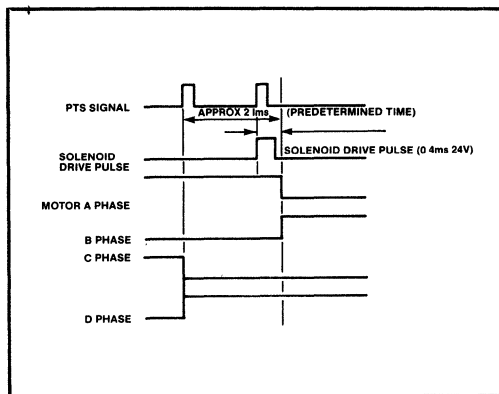 PTS SIGNAL
APPROX 2 1ms (PREDETERMINED TIME)
SOLENOID DRIVE PULSE (0 4ms 24V)
SOLENOID
DRIVE PULSE
MOTOR A PHASE
B PHASE
C PHASE
D PHASE